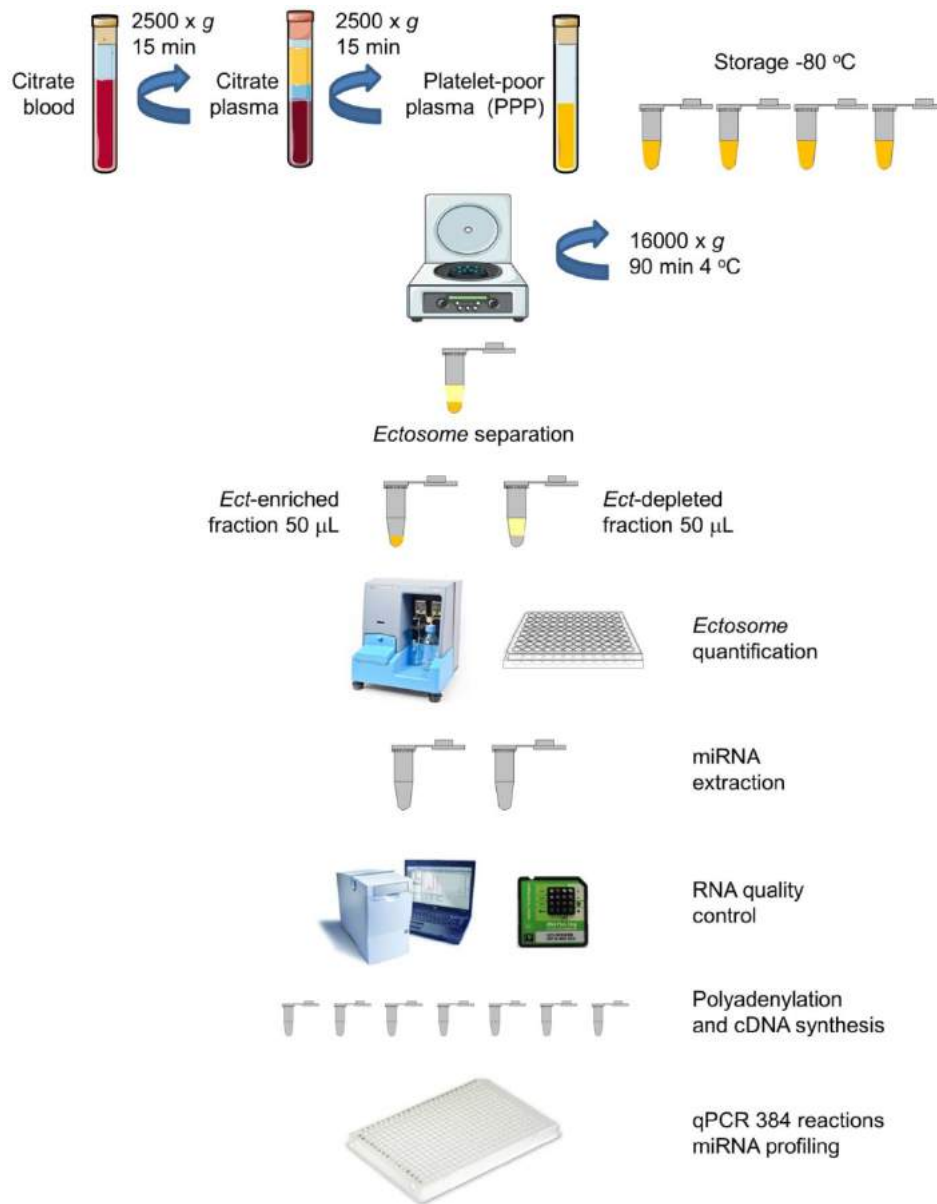 2500 x g
15 min
2500 x g
15 min
Citrate
blood
Citrate
plasma
Platelet-poor
plasma (PPP)
Storage -80 °C
16000 x g
90 min 4 °C
Ectosome separation
Ect-enriched
fraction 50 µL
Ect-depleted
fraction 50 µL
Ectosome
quantification
miRNA
extraction
RNA quality
control
Polyadenylation
and cDNA synthesis
qPCR 384 reactions
miRNA profiling